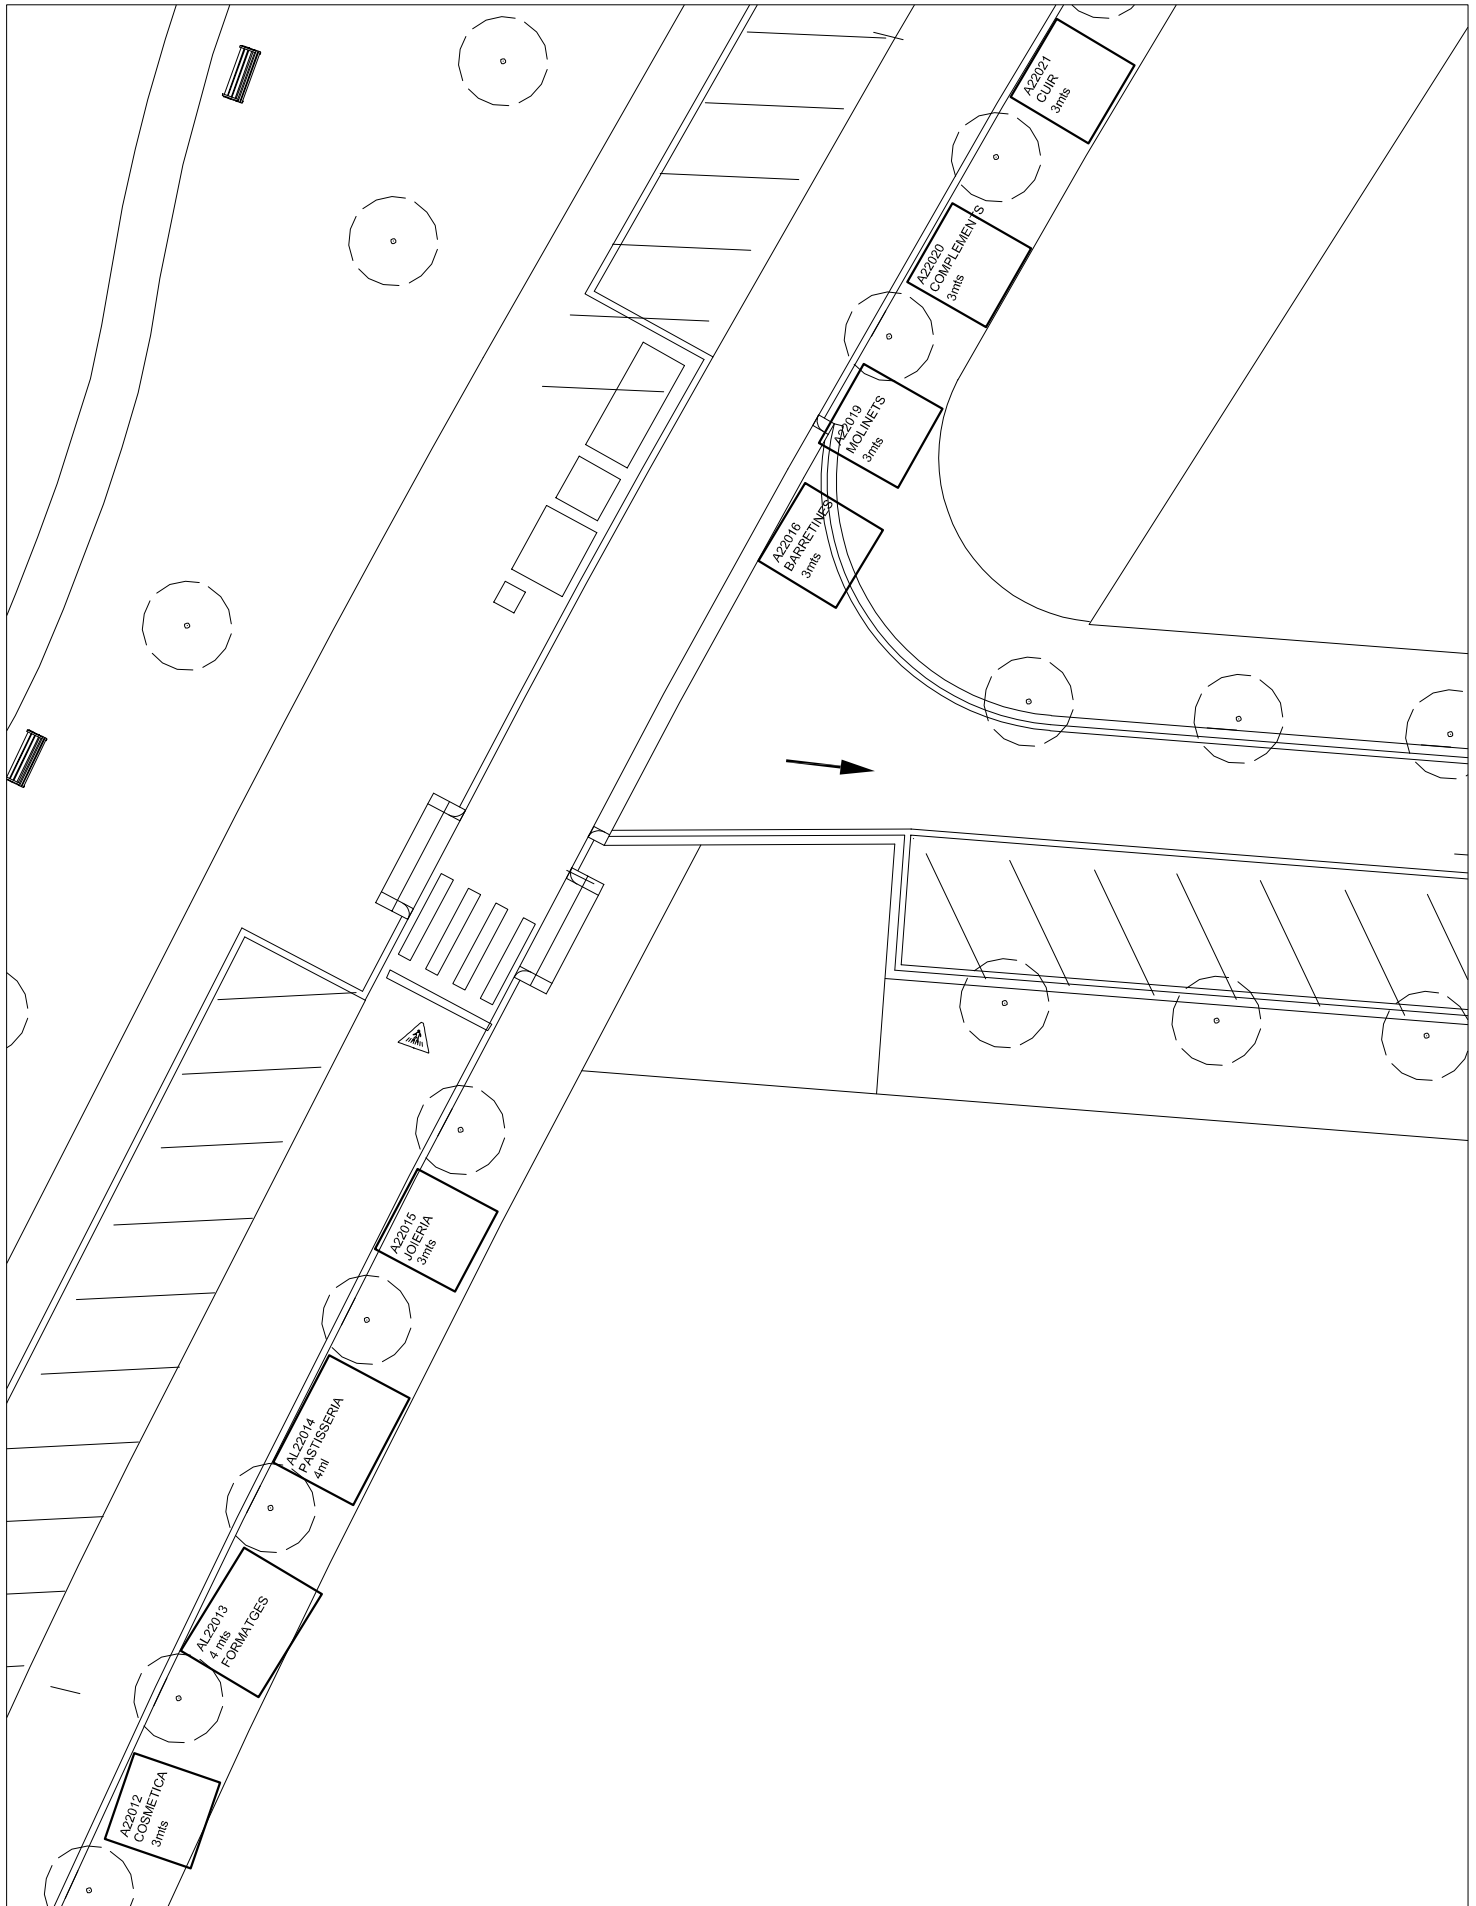 A22021
CUIR
3mts
A22020
COMPLEMENTS
3mts
A22019
MOLINETS
3mts
A22016
BARRETINES
3mts
A22015
JOIERIA
3mts
AL22014
PASTISSERIA
4ml
AL22013
4 mts
FORMATGES
A22012
COSMETICA
3mts